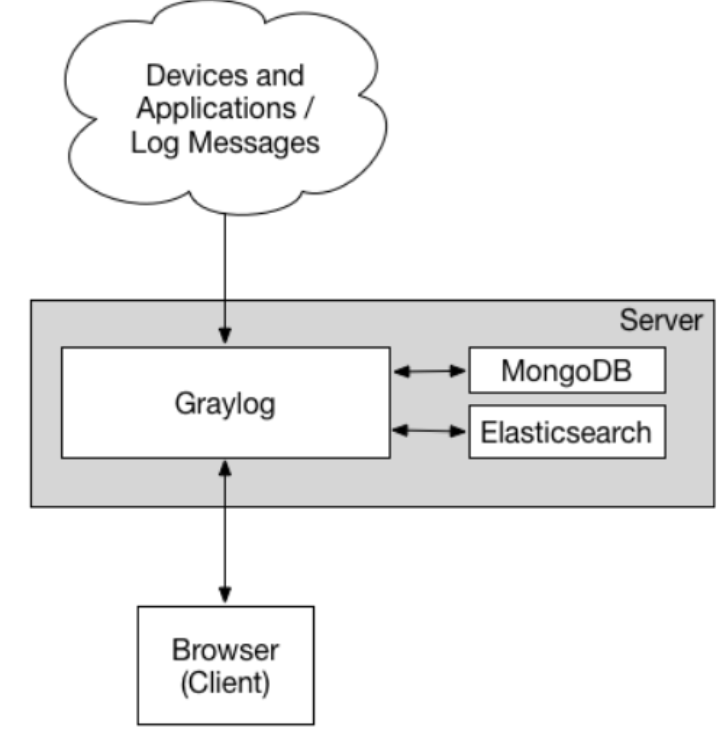 Devices and
Applications /
Log Messages
Server
Graylog
MongoDB
Elasticsearch
Browser
(Client)